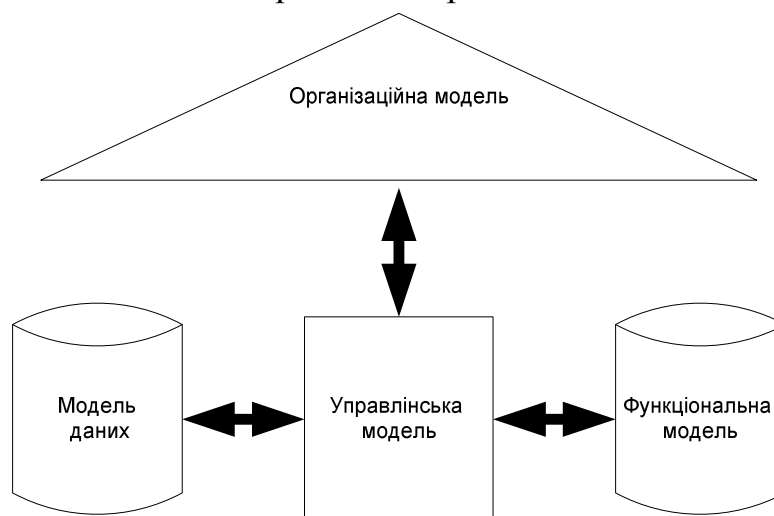 Організаційна модель
Модель
даних
Управлінська
модель
Функціональна
модель